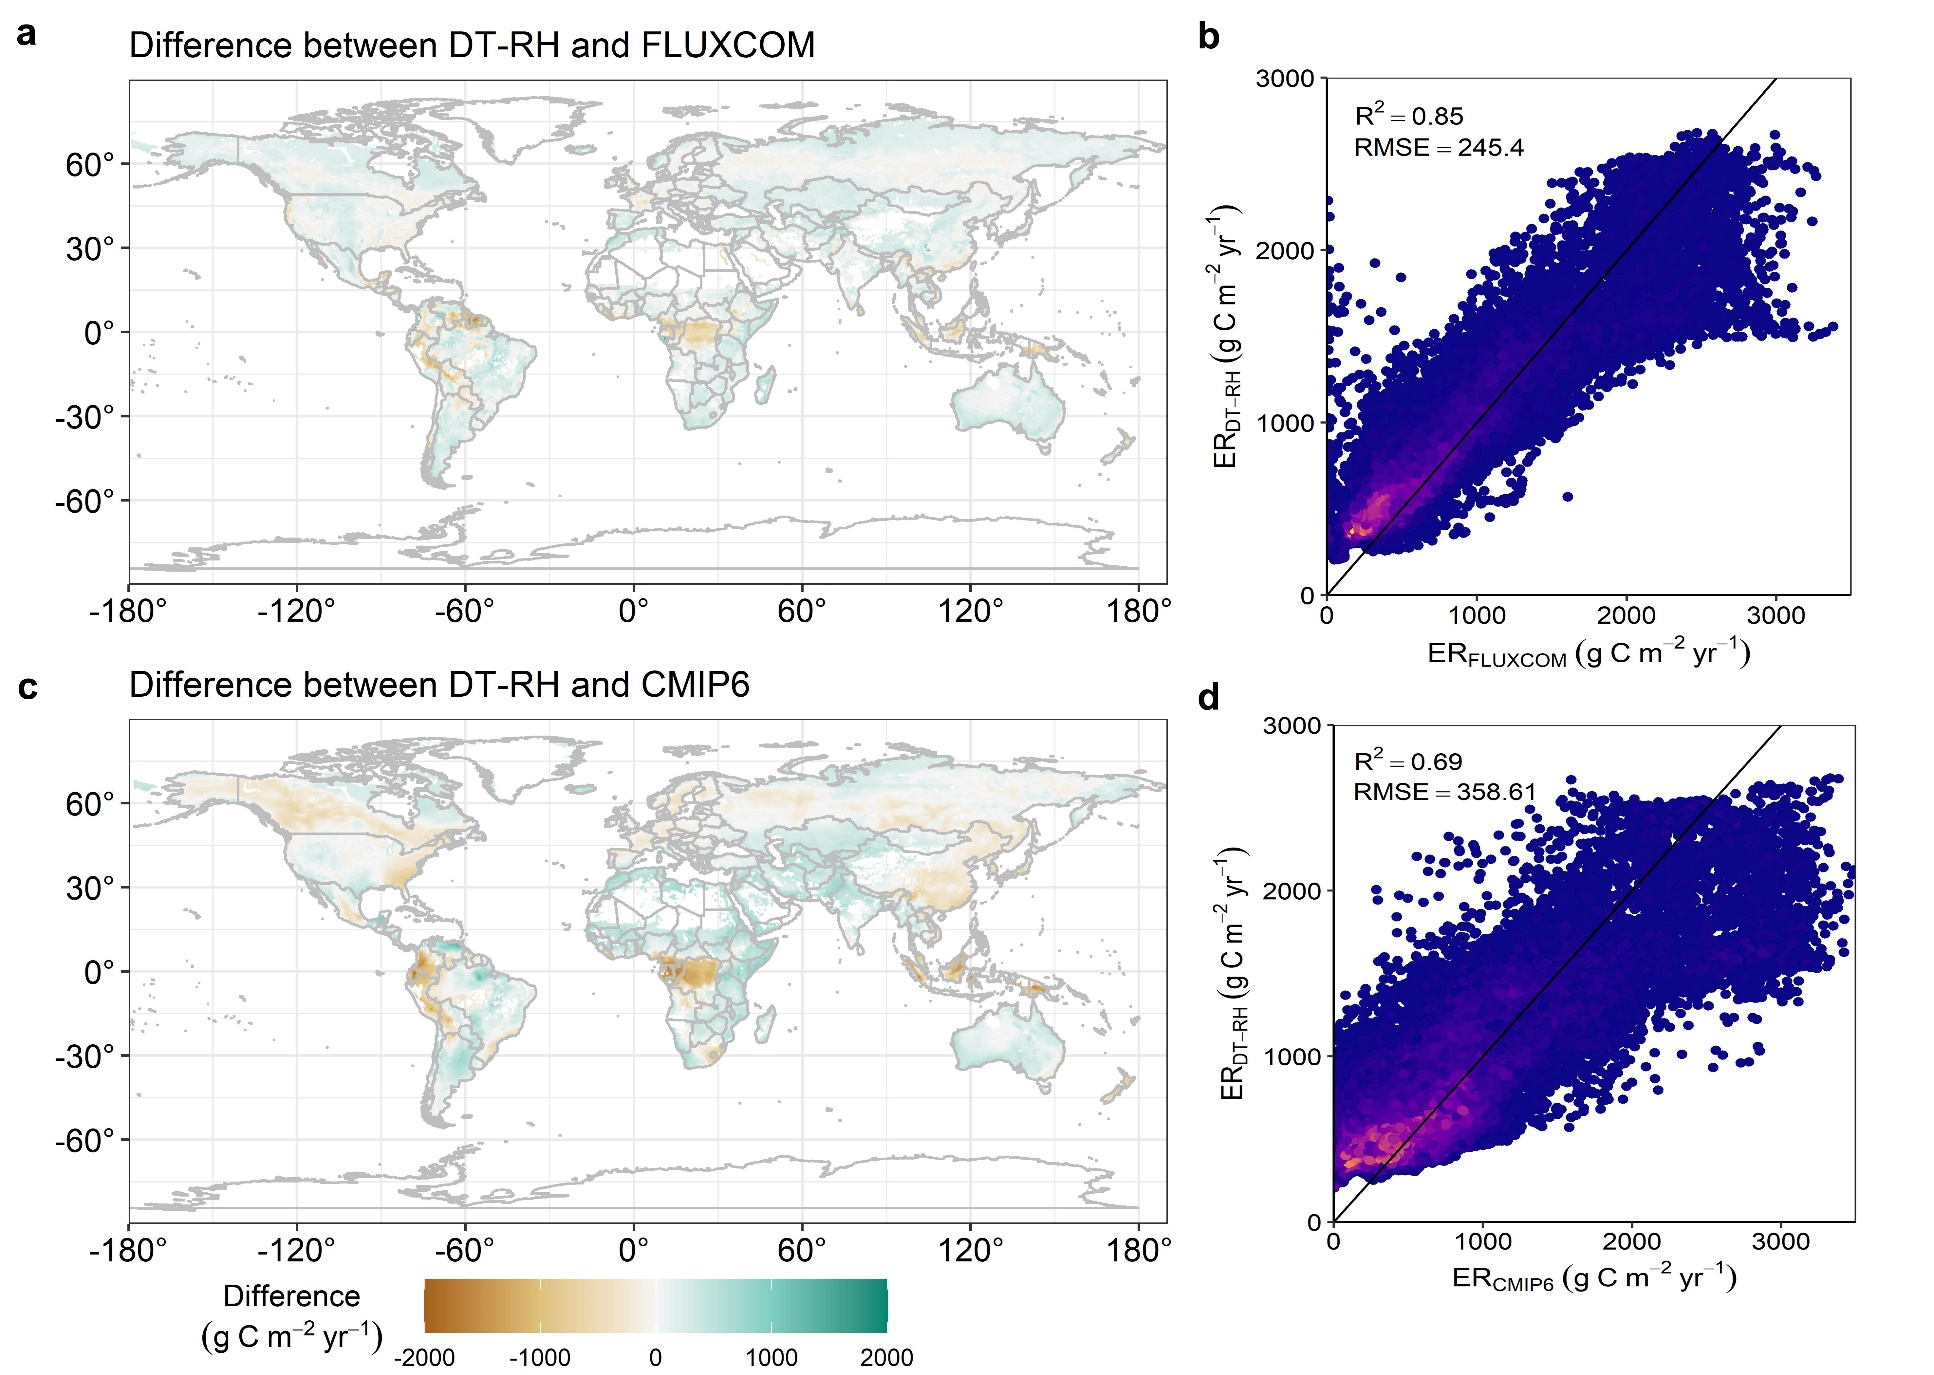 a
Difference between DT-RH and FLUXCOM
60°
30°
0°
-30°
-60°
-180° -120° -60° 0° 60° 120° 180°
b
3000
2000
1000
0
R² = 0.85
RMSE = 245.4
ER_DT−RH (g C m⁻² yr⁻¹)
0 1000 2000 3000
ER_FLUXCOM (g C m⁻² yr⁻¹)
c
Difference between DT-RH and CMIP6
60°
30°
0°
-30°
-60°
-180° -120° -60° 0° 60° 120° 180°
Difference
(g C m⁻² yr⁻¹)
-2000 -1000 0 1000 2000
d
3000
2000
1000
0
R² = 0.69
RMSE = 358.61
ER_DT−RH (g C m⁻² yr⁻¹)
0 1000 2000 3000
ER_CMIP6 (g C m⁻² yr⁻¹)